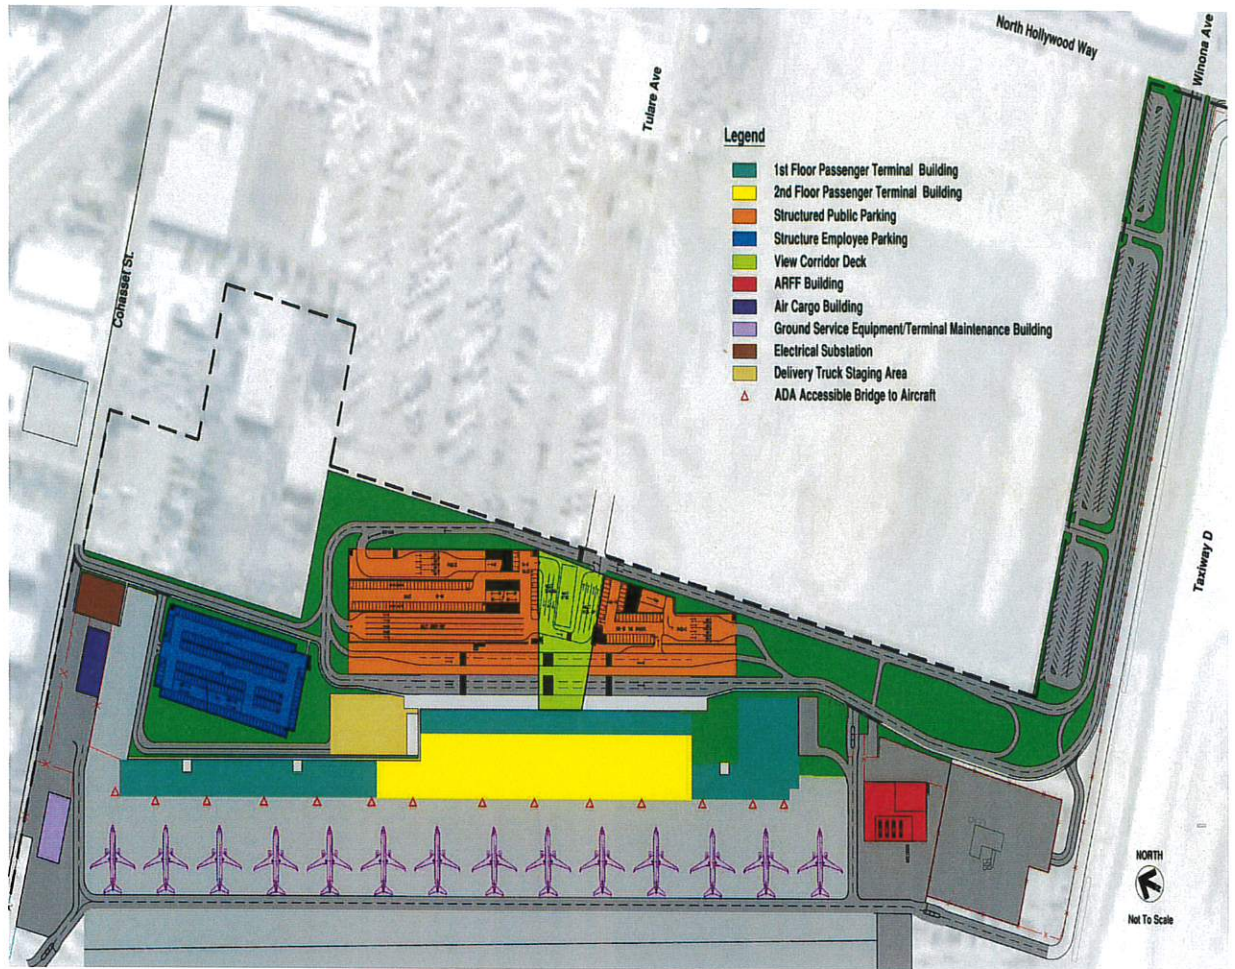 North Hollywood Way
Winona Ave
Tulare Ave
Legend
1st Floor Passenger Terminal Building
2nd Floor Passenger Terminal Building
Structured Public Parking
Structure Employee Parking
View Corridor Deck
ARFF Building
Air Cargo Building
Ground Service Equipment/Terminal Maintenance Building
Electrical Substation
Delivery Truck Staging Area
ADA Accessible Bridge to Aircraft
Cohasset St.
Taxiway D
NORTH
Not To Scale